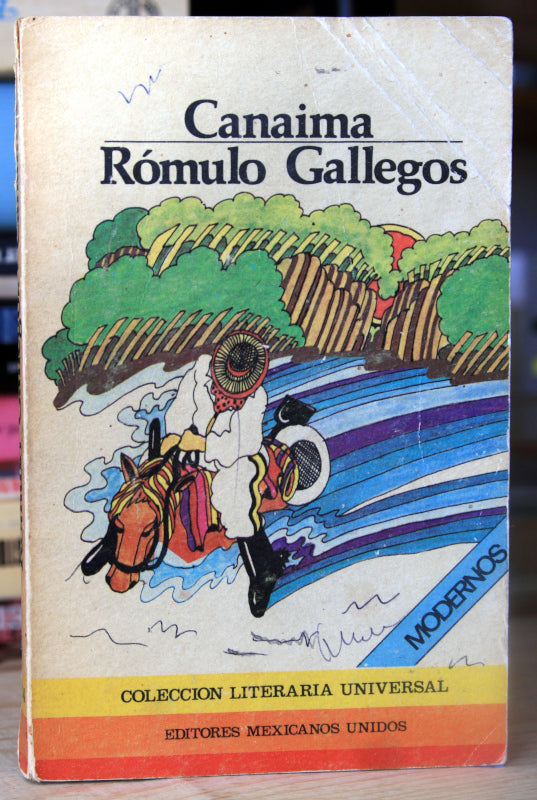 Canaima
Rómulo Gallegos
MODERNOS
COLECCION LITERARIA UNIVERSAL
EDITORES MEXICANOS UNIDOS